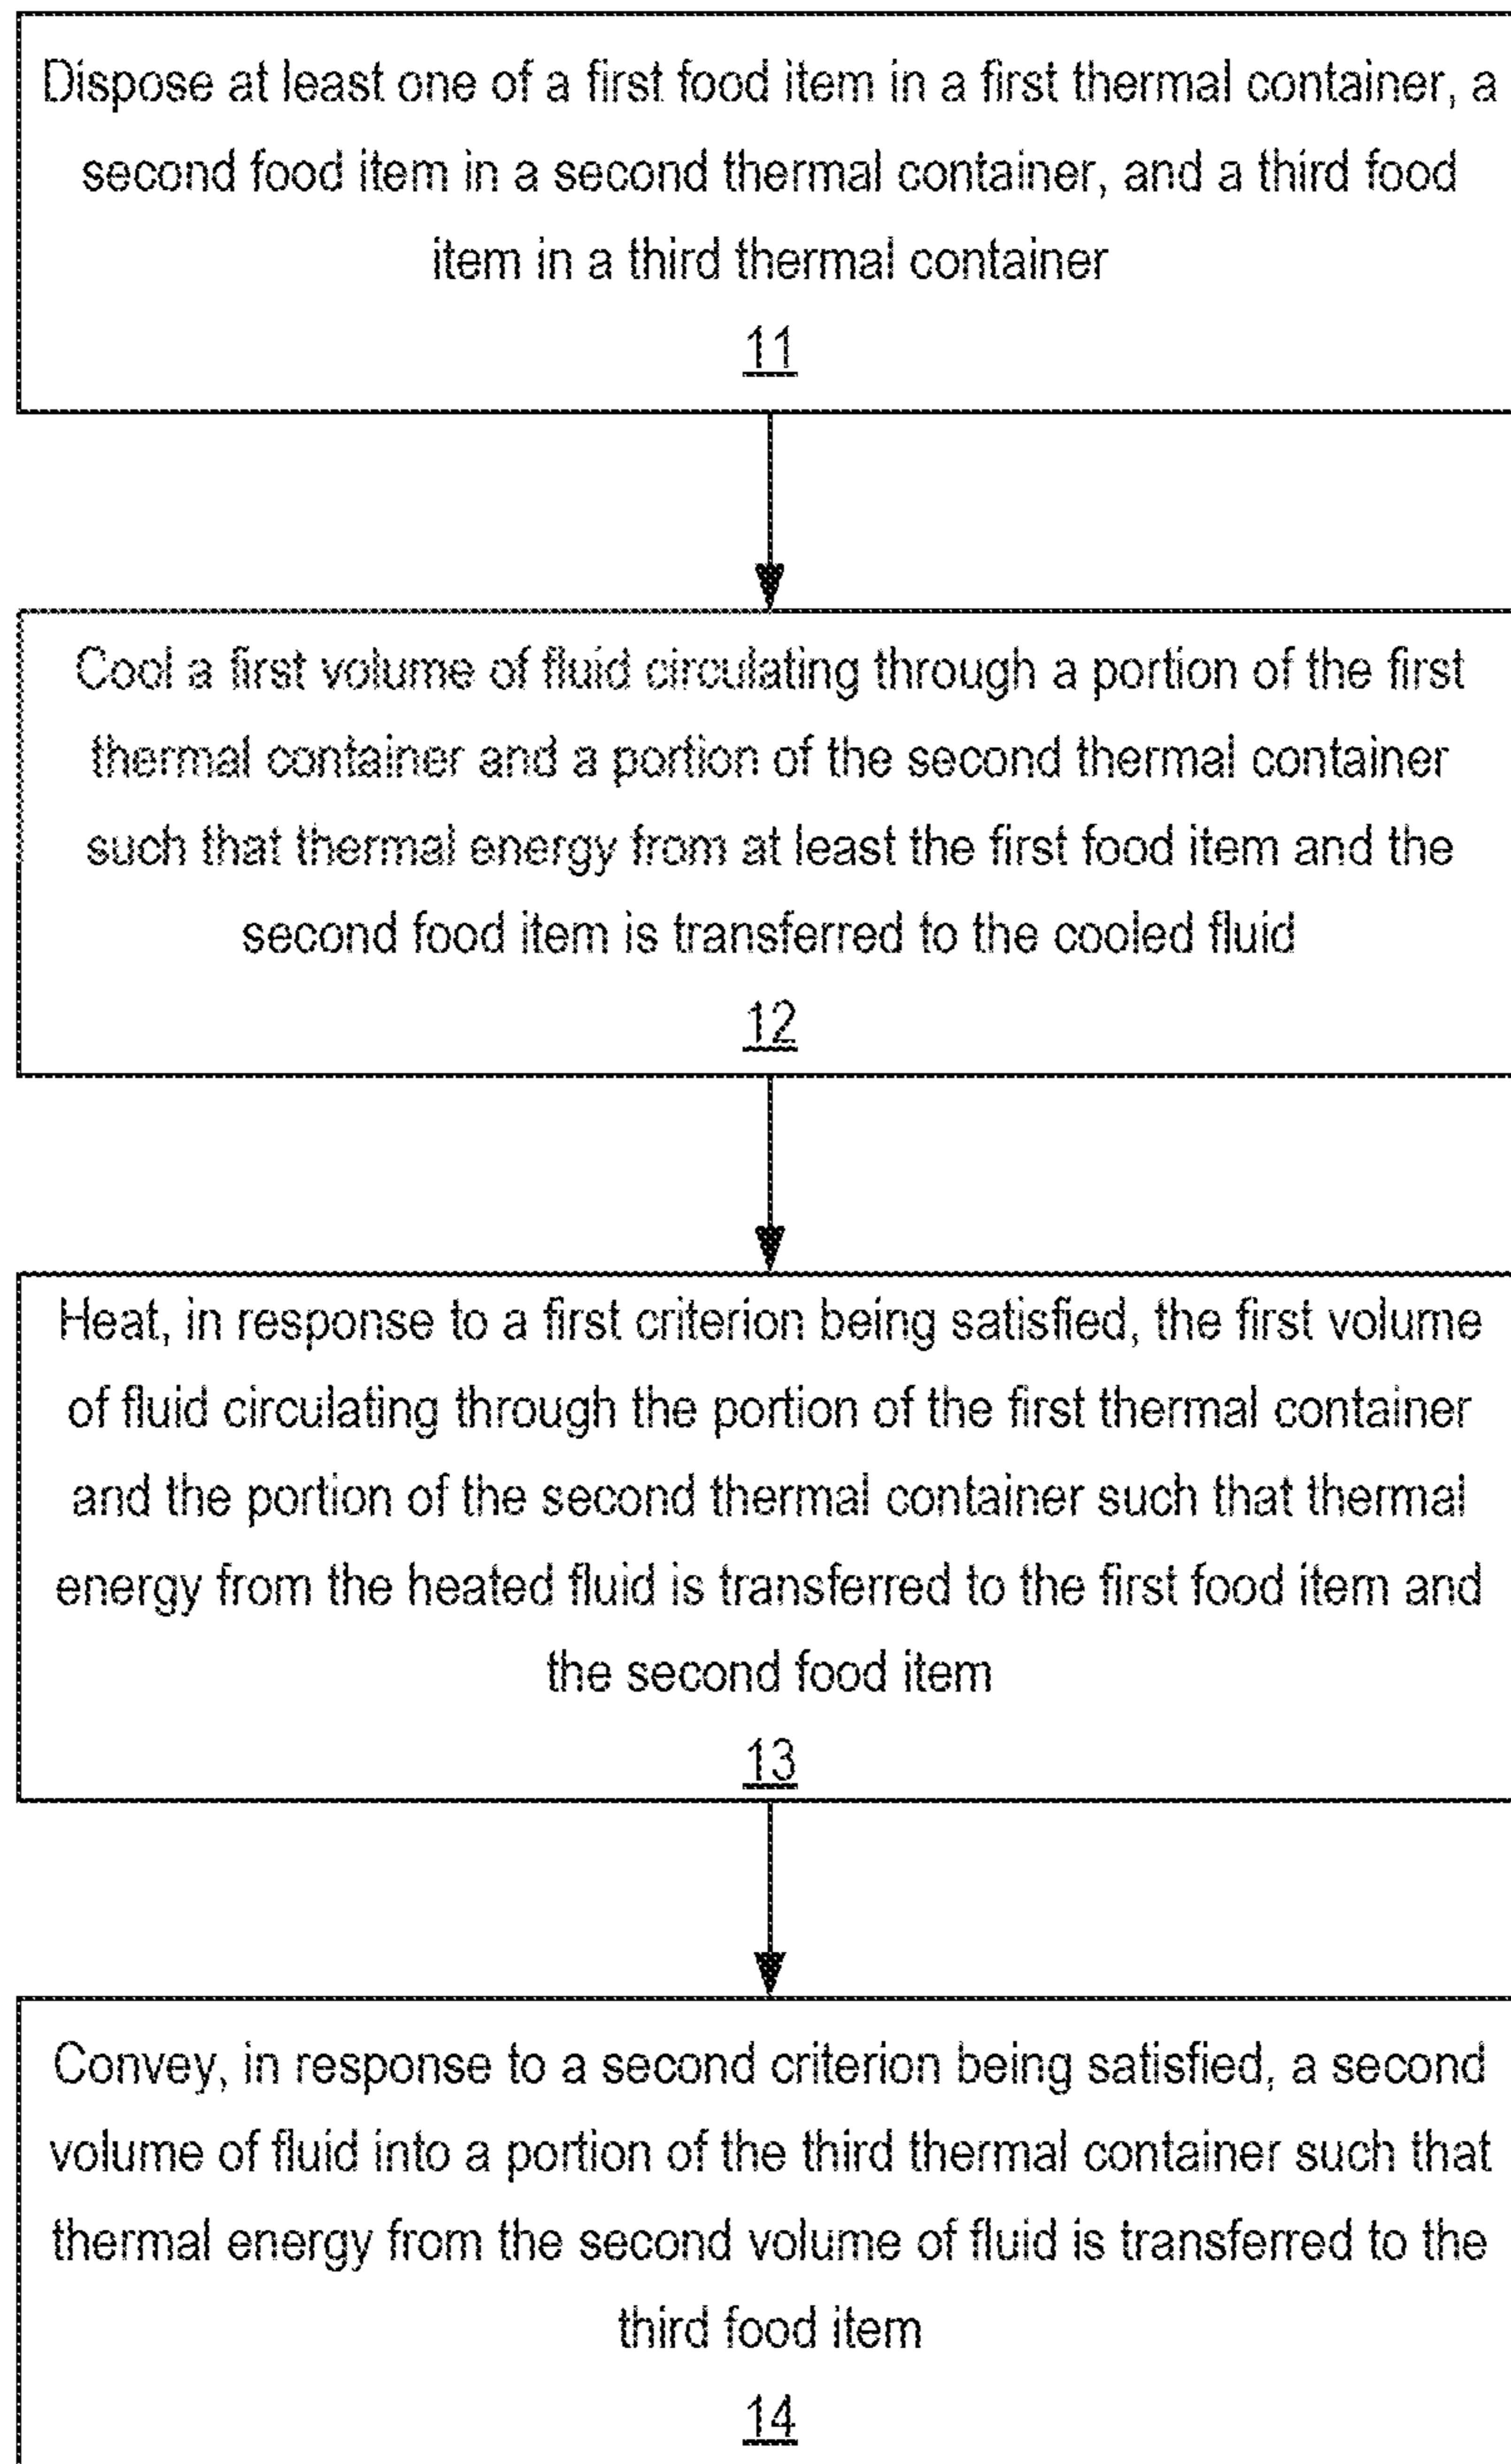 Dispose at least one of a first food item in a first thermal container, a
second food item in a second thermal container, and a third food
item in a third thermal container
11
Cool a first volume of fluid circulating through a portion of the first
thermal container and a portion of the second thermal container
such that thermal energy from at least the first food item and the
second food item is transferred to the cooled fluid
12
Heat, in response to a first criterion being satisfied, the first volume
of fluid circulating through the portion of the first thermal container
and the portion of the second thermal container such that thermal
energy from the heated fluid is transferred to the first food item and
the second food item
13
Convey, in response to a second criterion being satisfied, a second
volume of fluid into a portion of the third thermal container such that
thermal energy from the second volume of fluid is transferred to the
third food item
14